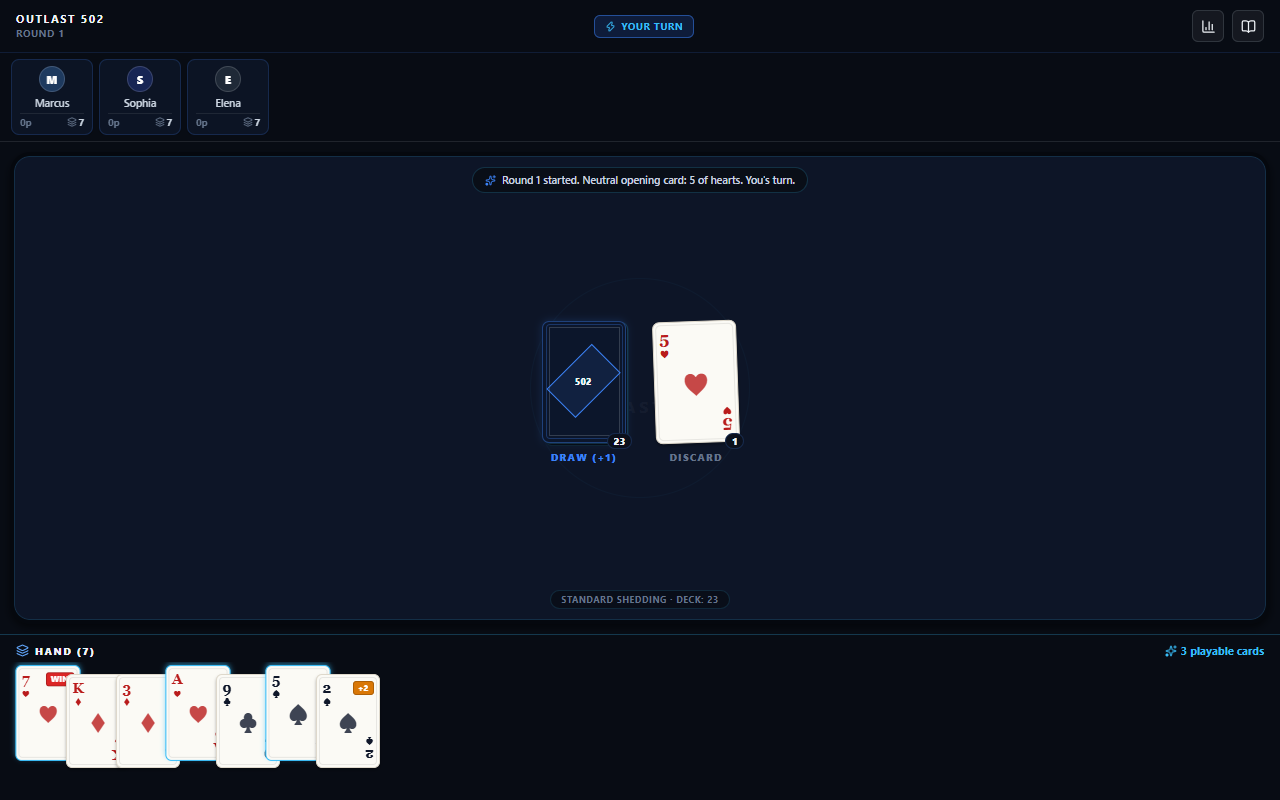 OUTLAST 502
ROUND 1
YOUR TURN
M
Marcus
0p 7
S
Sophia
0p 7
E
Elena
0p 7
Round 1 started. Neutral opening card: 5 of hearts. You's turn.
502
23
DRAW (+1)
5
5
1
DISCARD
STANDARD SHEDDING · DECK: 23
HAND (7)
3 playable cards
7
K
3
A
9
5
2
+2
2